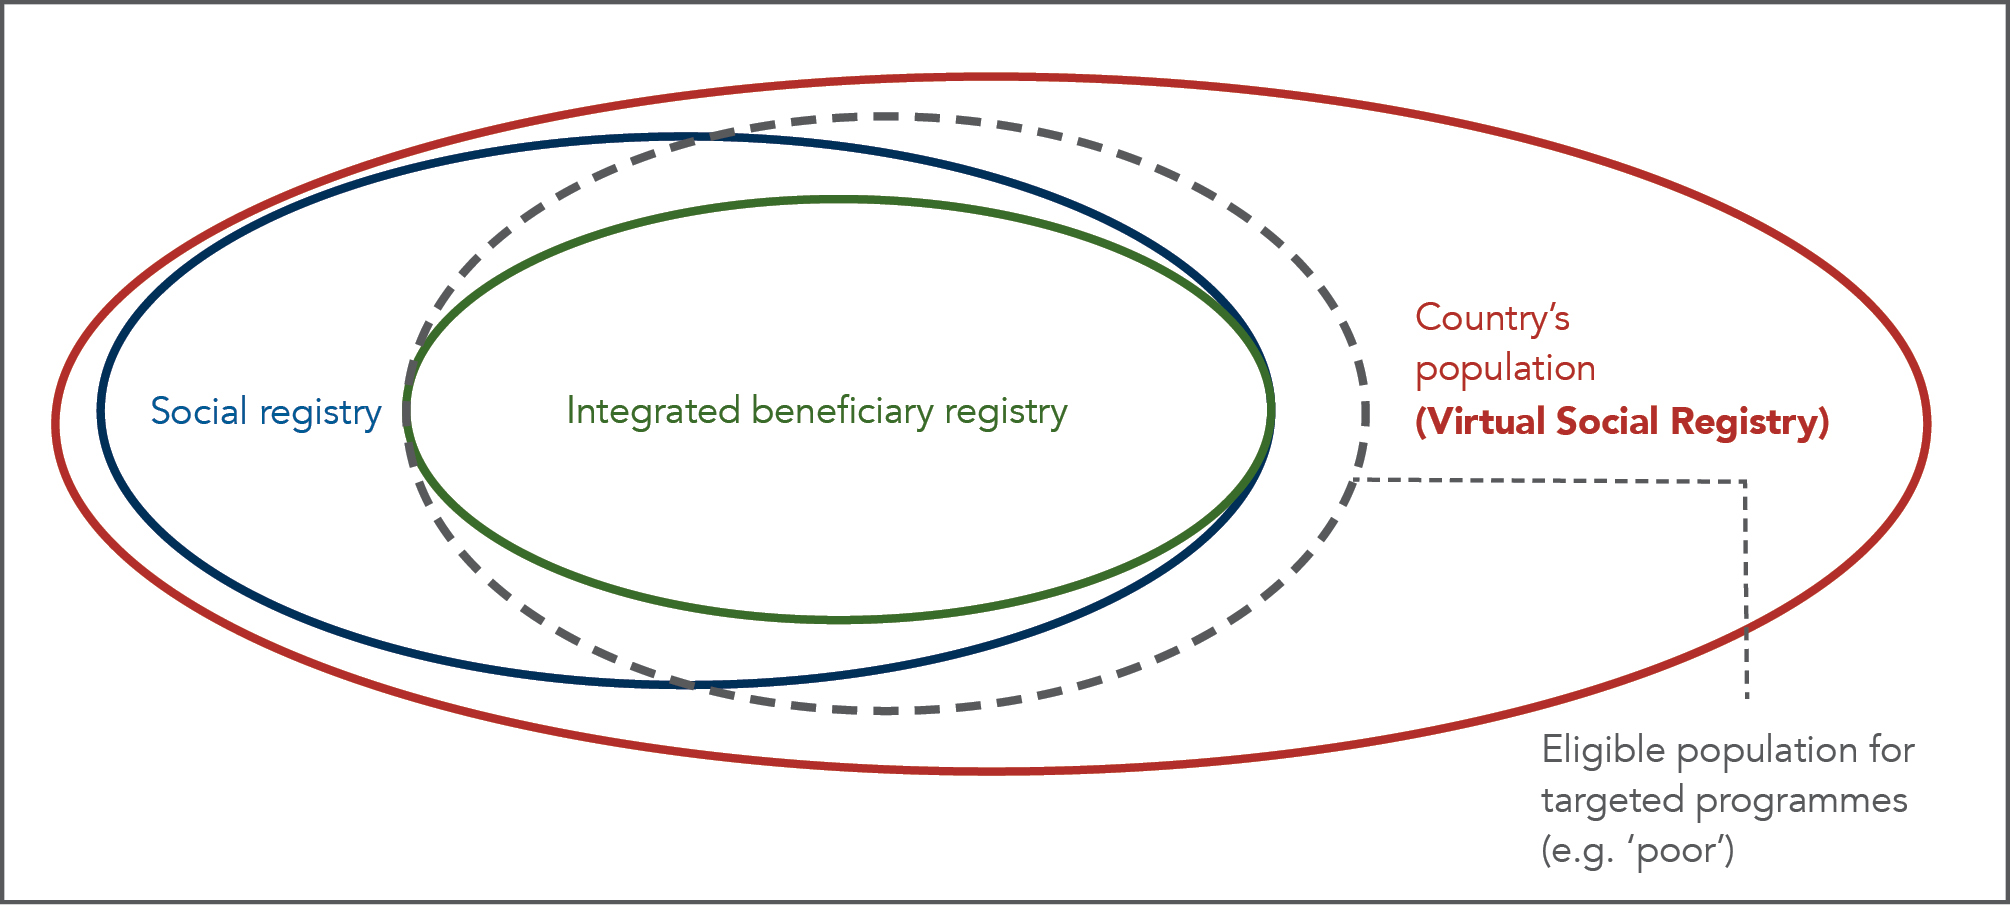 Social registry
Integrated beneficiary registry
Country’s
population
(Virtual Social Registry)
Eligible population for
targeted programmes
(e.g. ‘poor’)